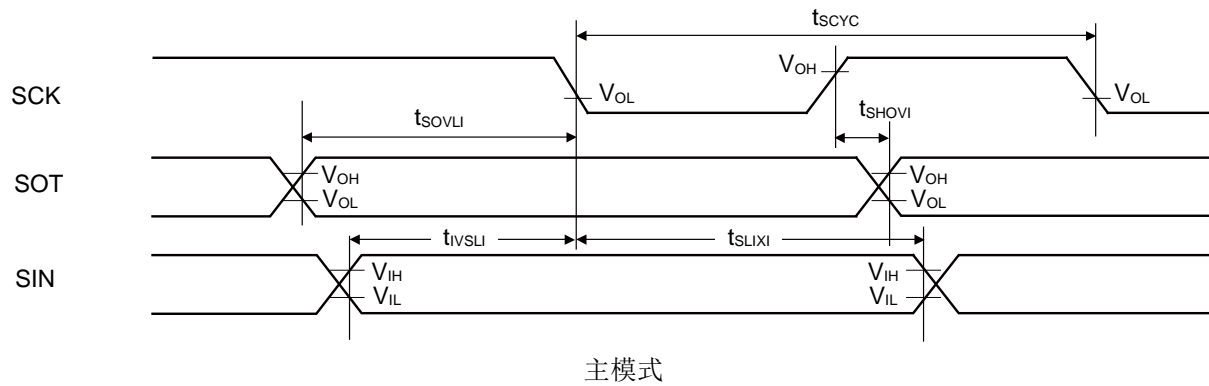 tSCYC
SCK
VOL
VOH
VOL
tSOVLI
tSHOVI
SOT
VOH
VOL
VOH
VOL
tIVSLI
tSLIXI
SIN
VIH
VIL
VIH
VIL
主模式